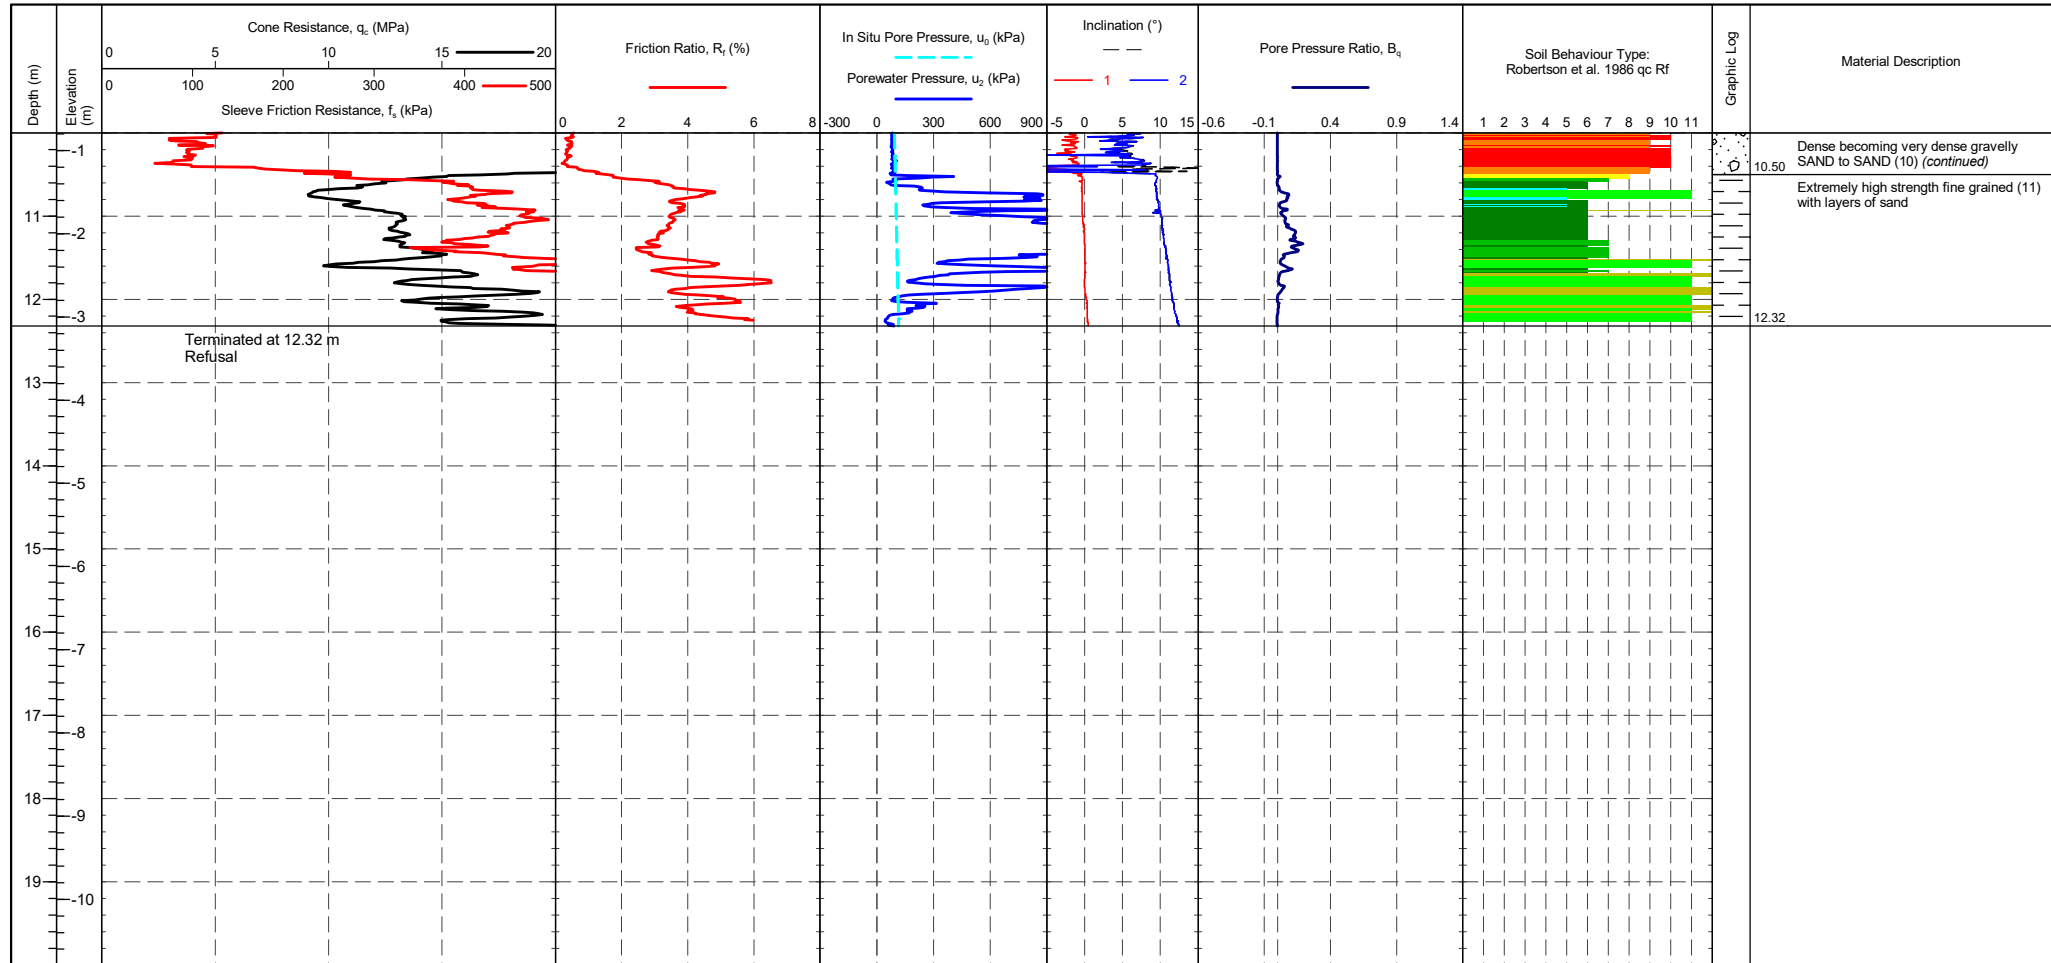 Depth (m)
Elevation (m)
Cone Resistance, qc (MPa)
0 5 10 15 20
0 100 200 300 400 500
Sleeve Friction Resistance, fs (kPa)
Friction Ratio, Rf (%)
0 2 4 6 8
In Situ Pore Pressure, u0 (kPa)
Porewater Pressure, u2 (kPa)
-300 0 300 600 900
Inclination (°)
1 2
-5 0 5 10 15
Pore Pressure Ratio, Bq
-0.6 -0.1 0.4 0.9 1.4
Soil Behaviour Type:
Robertson et al. 1986 qc Rf
1 2 3 4 5 6 7 8 9 10 11
Graphic Log
Material Description
-1
Dense becoming very dense gravelly
SAND to SAND (10) (continued)
10.50
Extremely high strength fine grained (11)
with layers of sand
11
-2
12
-3
12.32
Terminated at 12.32 m
Refusal
13
-4
14
-5
15
-6
16
-7
17
-8
18
-9
19
-10